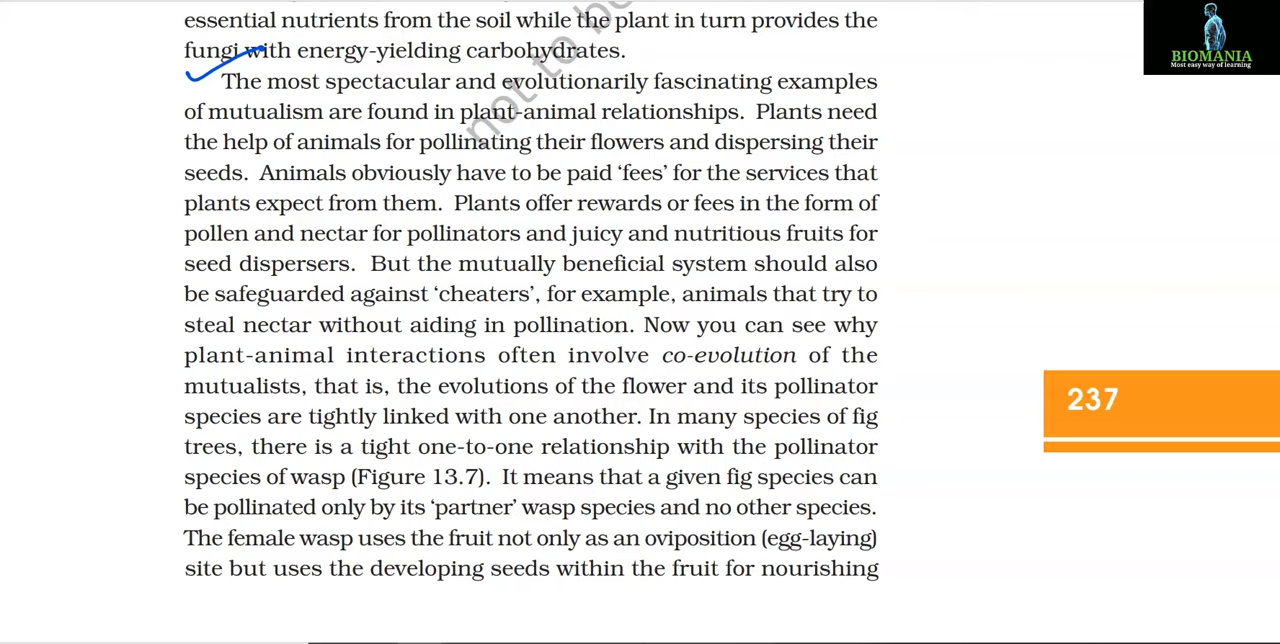 essential nutrients from the soil while the plant in turn provides the
fungi with energy-yielding carbohydrates.
The most spectacular and evolutionarily fascinating examples
of mutualism are found in plant-animal relationships. Plants need
the help of animals for pollinating their flowers and dispersing their
seeds. Animals obviously have to be paid ‘fees’ for the services that
plants expect from them. Plants offer rewards or fees in the form of
pollen and nectar for pollinators and juicy and nutritious fruits for
seed dispersers. But the mutually beneficial system should also
be safeguarded against ‘cheaters’, for example, animals that try to
steal nectar without aiding in pollination. Now you can see why
plant-animal interactions often involve co-evolution of the
mutualists, that is, the evolutions of the flower and its pollinator
species are tightly linked with one another. In many species of fig
trees, there is a tight one-to-one relationship with the pollinator
species of wasp (Figure 13.7). It means that a given fig species can
be pollinated only by its ‘partner’ wasp species and no other species.
The female wasp uses the fruit not only as an oviposition (egg-laying)
site but uses the developing seeds within the fruit for nourishing
not to be
BIOMANIA
Most easy way of learning
237